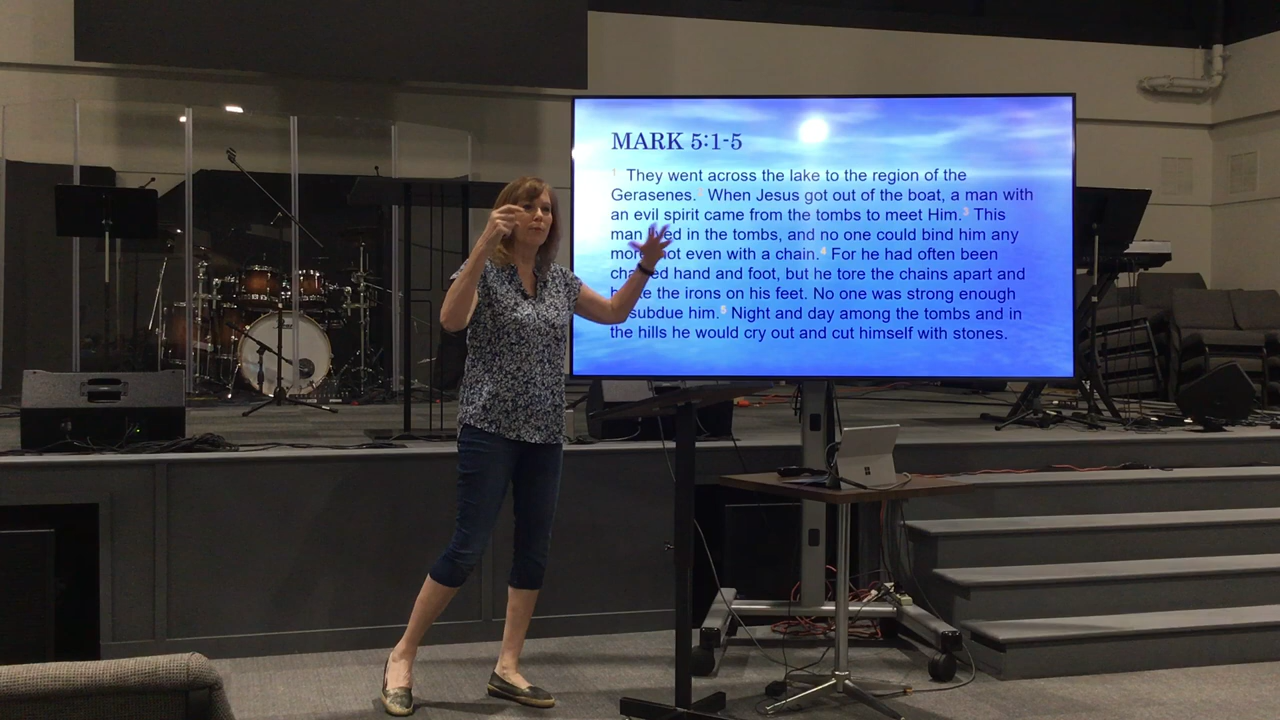 MARK 5:1-5
1 They went across the lake to the region of the
Gerasenes. 2 When Jesus got out of the boat, a man with
an evil spirit came from the tombs to meet Him.3 This
man in the tombs, and no one could bind him any
not even with a chain.4 For he had often been
hand and foot, but he tore the chains apart and
the irons on his feet. No one was strong enough
subdue him.5 Night and day among the tombs and in
the hills he would cry out and cut himself with stones.